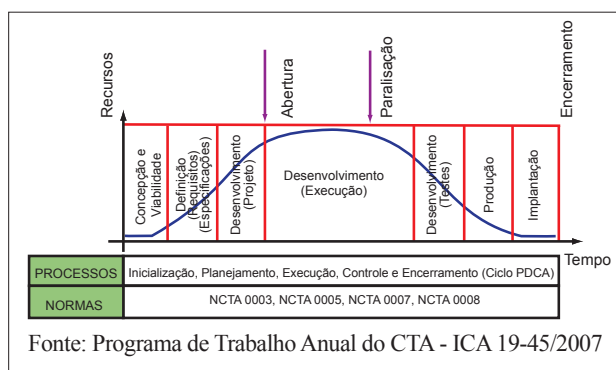 Recursos
Abertura
Paralisação
Encerramento
Concepção e
Viabilidade
Definição
(Requisitos)
(Especificações)
Desenvolvimento
(Projeto)
Desenvolvimento
(Execução)
Desenvolvimento
(Testes)
Produção
Implantação
Tempo
PROCESSOS
Inicialização, Planejamento, Execução, Controle e Encerramento (Ciclo PDCA)
NORMAS
NCTA 0003, NCTA 0005, NCTA 0007, NCTA 0008
Fonte: Programa de Trabalho Anual do CTA - ICA 19-45/2007